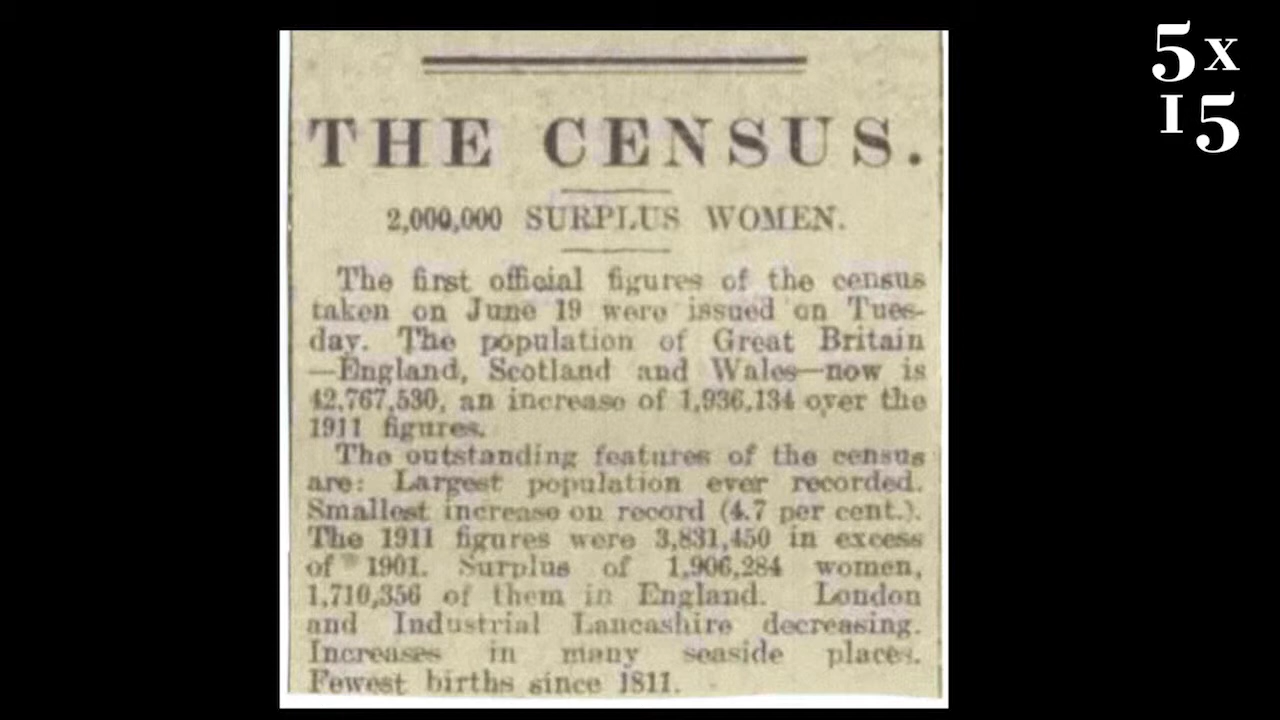 THE CENSUS.
2,000,000 SURPLUS WOMEN.
The first official figures of the census
taken on June 19 were issued on Tues-
day. The population of Great Britain
—England, Scotland and Wales—now is
42,767,530, an increase of 1,936,134 over the
1911 figures.
The outstanding features of the census
are: Largest population ever recorded.
Smallest increase on record (4.7 per cent.).
The 1911 figures were 3,831,450 in excess
of 1901. Surplus of 1,906,284 women,
1,710,356 of them in England. London
and Industrial Lancashire decreasing.
Increases in many seaside places.
Fewest births since 1811.
5x
15